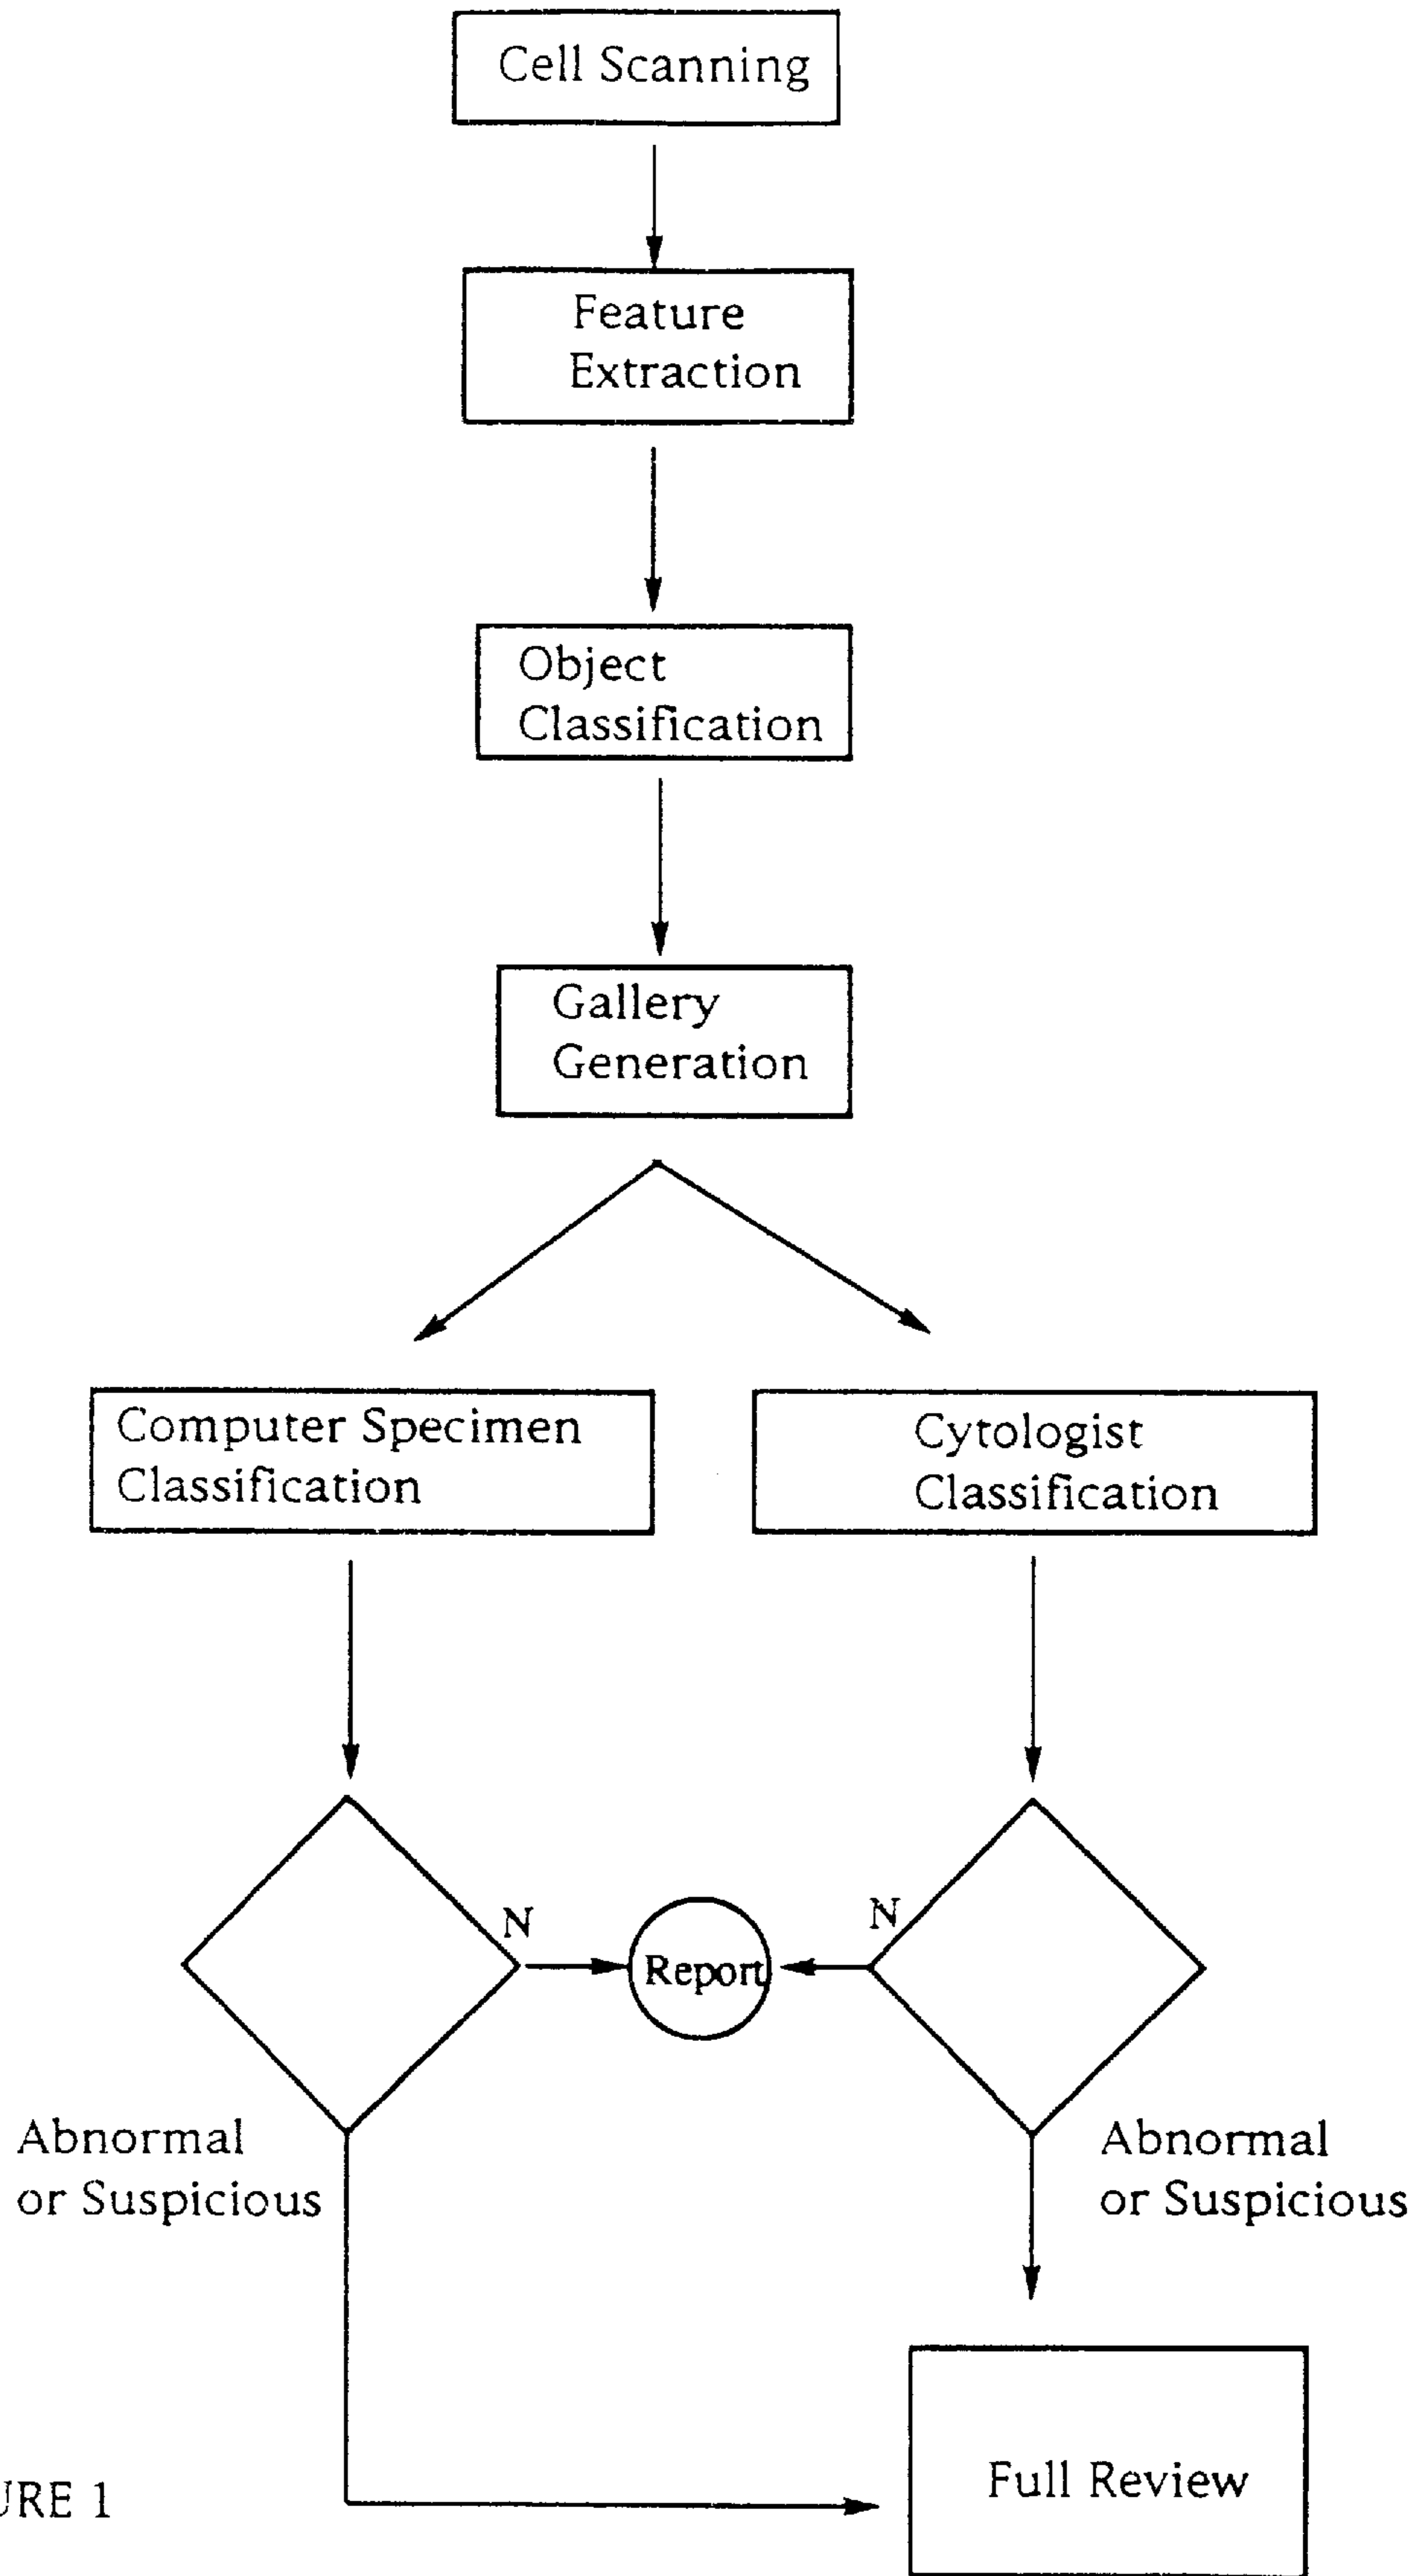 Cell Scanning
Feature
Extraction
Object
Classification
Gallery
Generation
Computer Specimen
Classification
Cytologist
Classification
N
Report
N
Abnormal
or Suspicious
Abnormal
or Suspicious
Full Review
URE 1